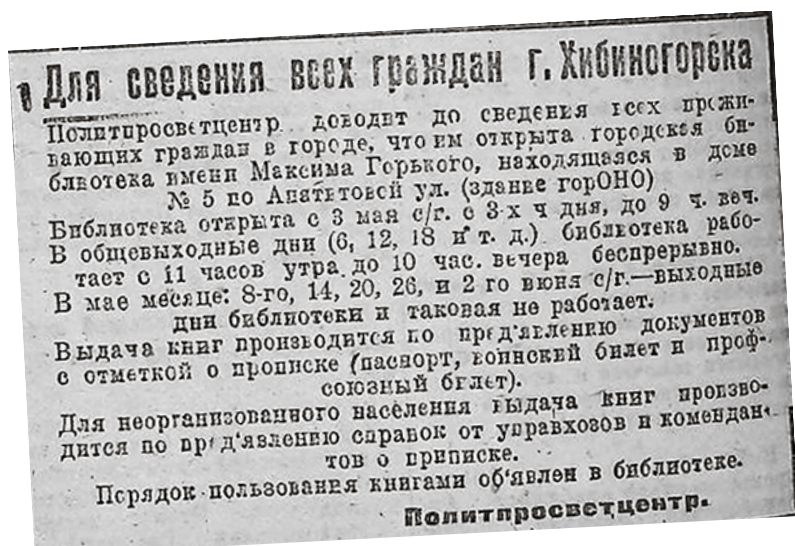 Для сведения всех граждан г. Хибиногорска
Политпросветцентр доводит до сведения всех прожи-
вающих граждан в городе, что им открыта городская би-
блиотека имени Максима Горького, находящаяся в доме
№ 5 по Апатитовой ул. (здание горОНО)
Библиотека открыта с 3 мая с/г. с 3-х ч дня, до 9 ч. веч.
В общевыходные дни (6, 12, 18 и т. д.) библиотека рабо-
тает с 11 часов утра до 10 час. вечера беспрерывно.
В мае месяце: 8-го, 14, 20, 26, и 2 го июня с/г.—выходные
дни библиотеки и таковая не работает.
Выдача книг производится по пред'явлению документов
с отметкой о прописке (паспорт, воинский билет и проф-
союзный билет).
Для неорганизованного населения выдача книг произво-
дится по пред'явлению справок от управхозов и комендан-
тов о приписке.
Порядок пользования книгами об'явлен в библиотеке.
Политпросветцентр.